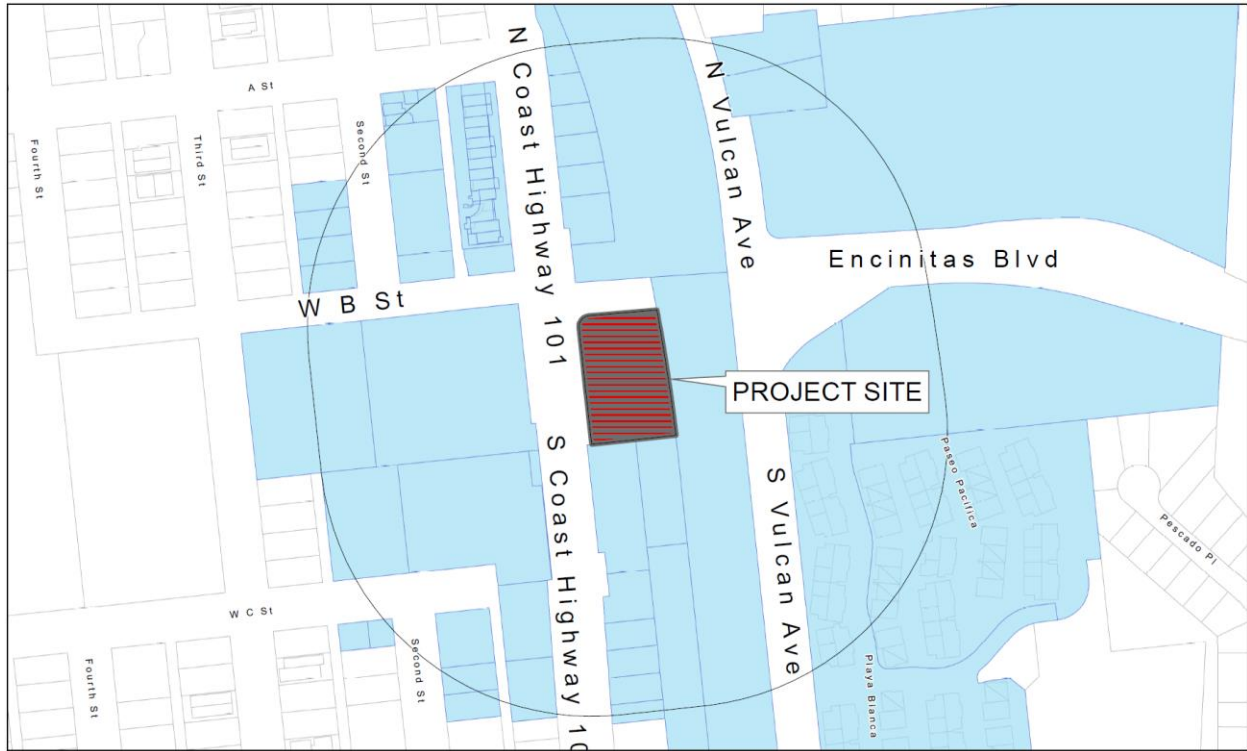 N Coast Highway 101
N Vulcan Ave
A St
Second St
Third St
Fourth St
Encinitas Blvd
W B St
PROJECT SITE
S Coast Highway 10
S Vulcan Ave
Paseo Pacifica
Pescado Pl
W C St
Second St
Fourth St
Playa Blanca